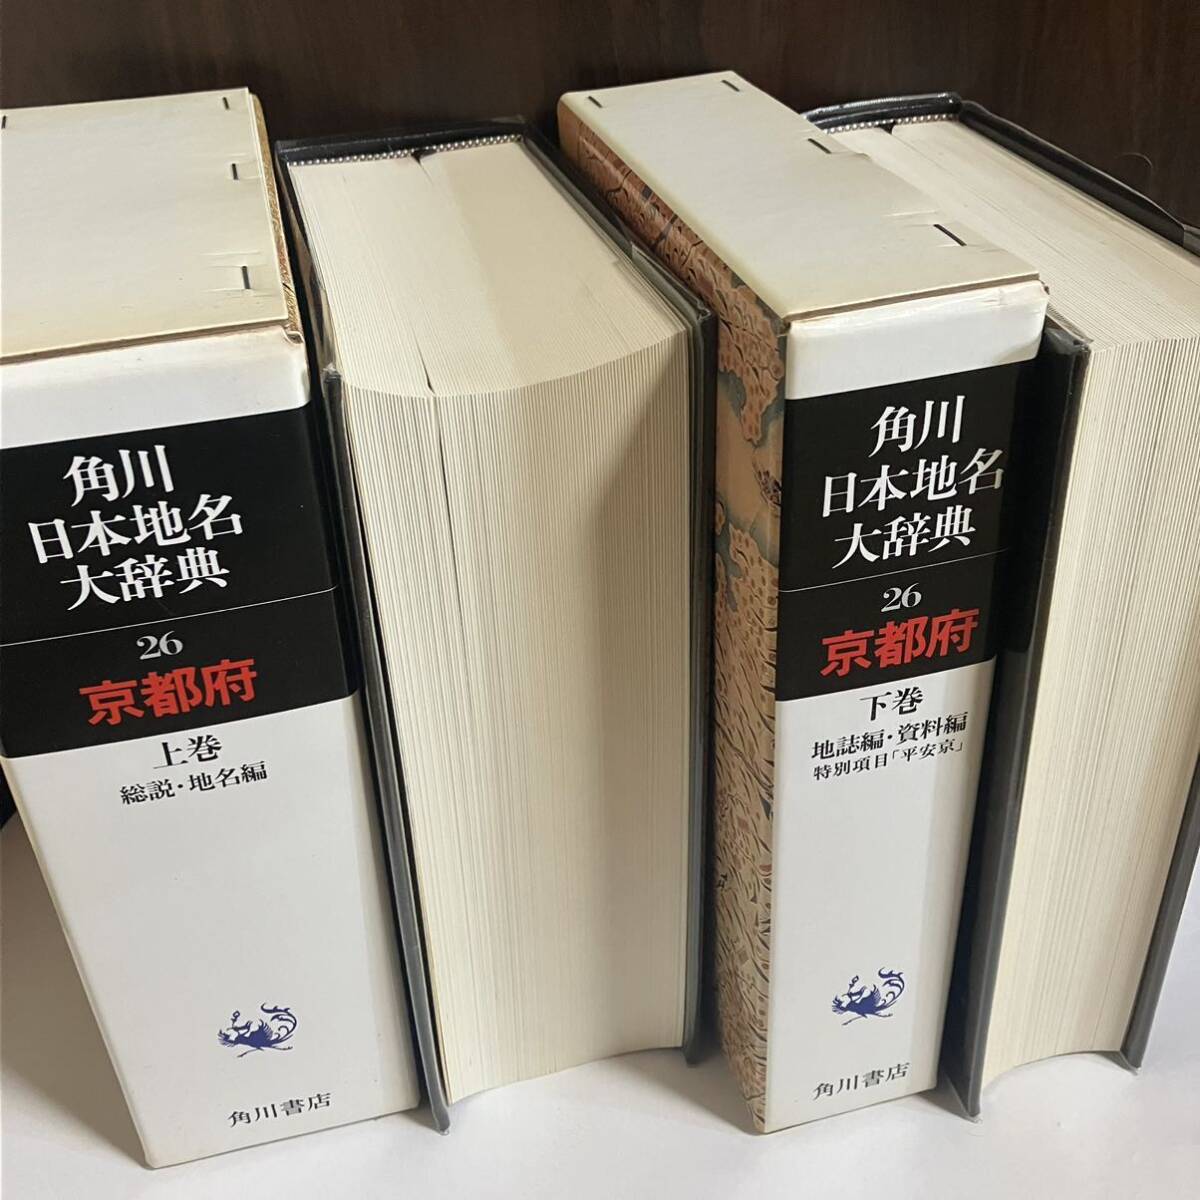 角川
日本地名
大辞典
26
京都府
上巻
総説・地名編
角川書店
角川
日本地名
大辞典
26
京都府
下巻
地誌編・資料編
特別項目「平安京」
角川書店